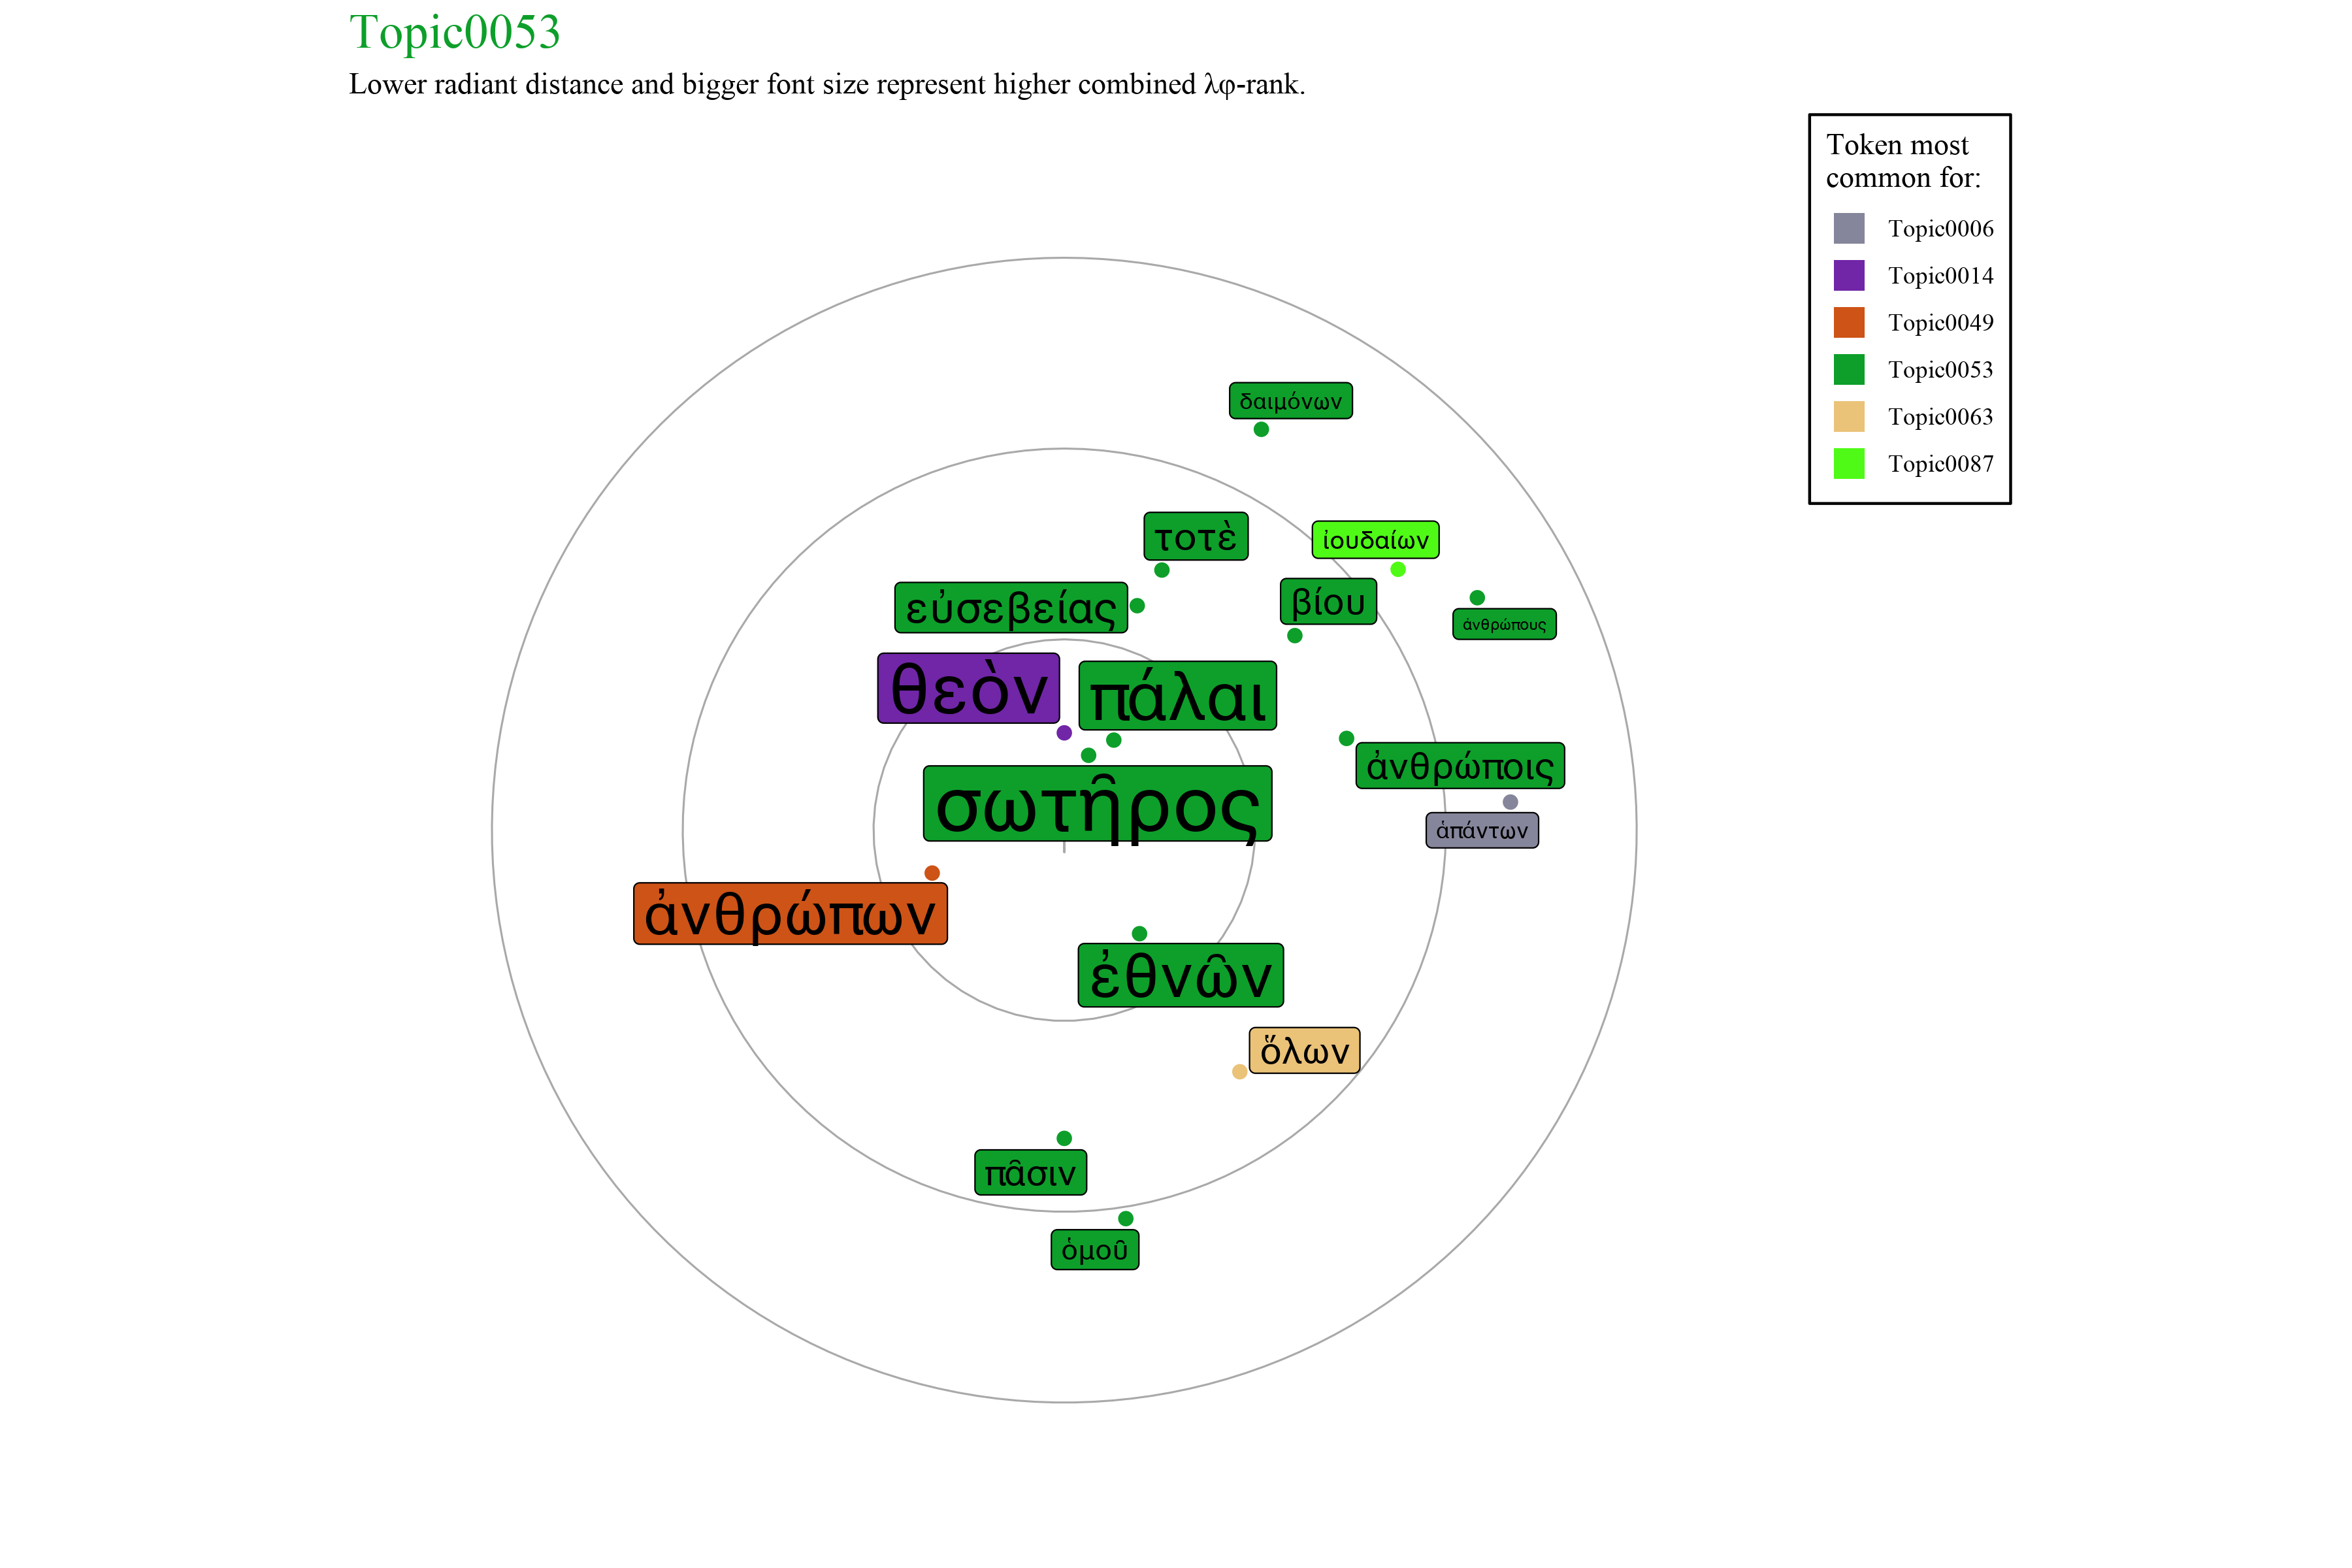 Topic0053
Lower radiant distance and bigger font size represent higher combined λφ-rank.
Token most
common for:
Topic0006
Topic0014
Topic0049
Topic0053
Topic0063
Topic0087
δαιμόνων
τοτὲ
ἰουδαίων
εὐσεβείας
βίου
ἀνθρώπους
θεὸν
πάλαι
ἀνθρώποις
σωτῆρος
ἁπάντων
ἀνθρώπων
ἐθνῶν
ὅλων
πᾶσιν
ὁμοῦ